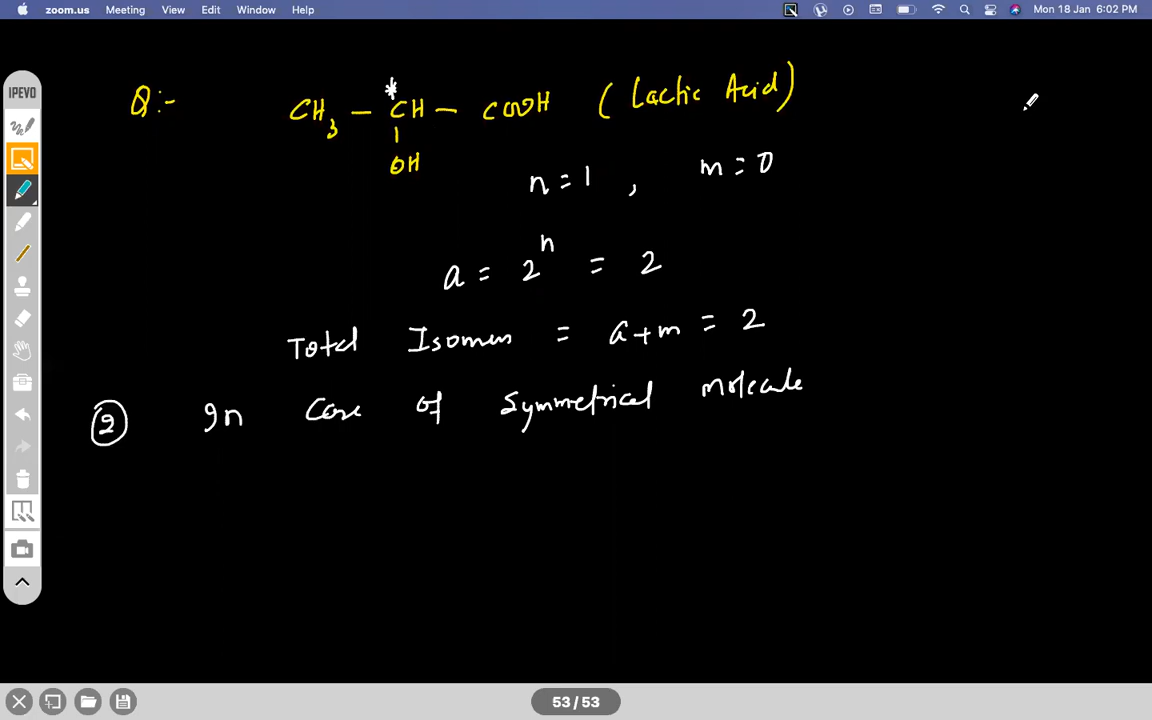 zoom.us Meeting View Edit Window Help Mon 18 Jan 6:02 PM
IPEVO
Q:- CH3 - *CH - COOH (Lactic Acid)
OH
n = 1 , m = 0
a = 2^n = 2
Total Isomers = a+m = 2
② In Case of Symmetrical molecule
53 / 53